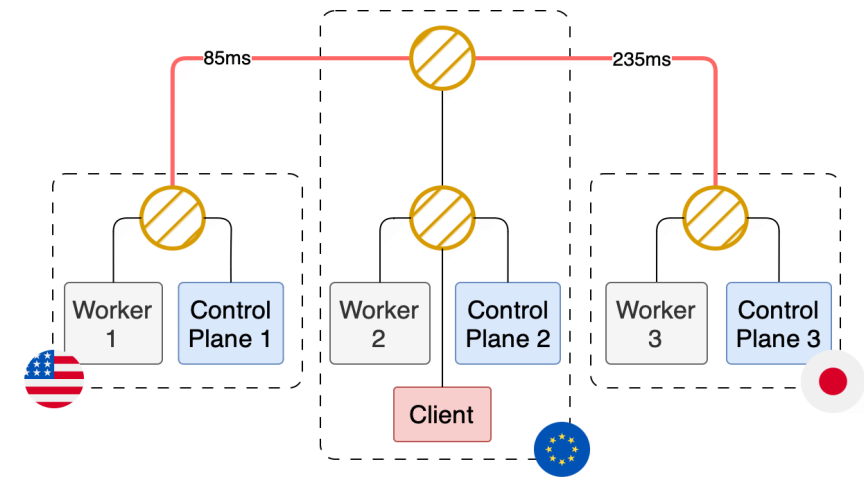 85ms
235ms
Worker
1
Control
Plane 1
Worker
2
Control
Plane 2
Worker
3
Control
Plane 3
Client